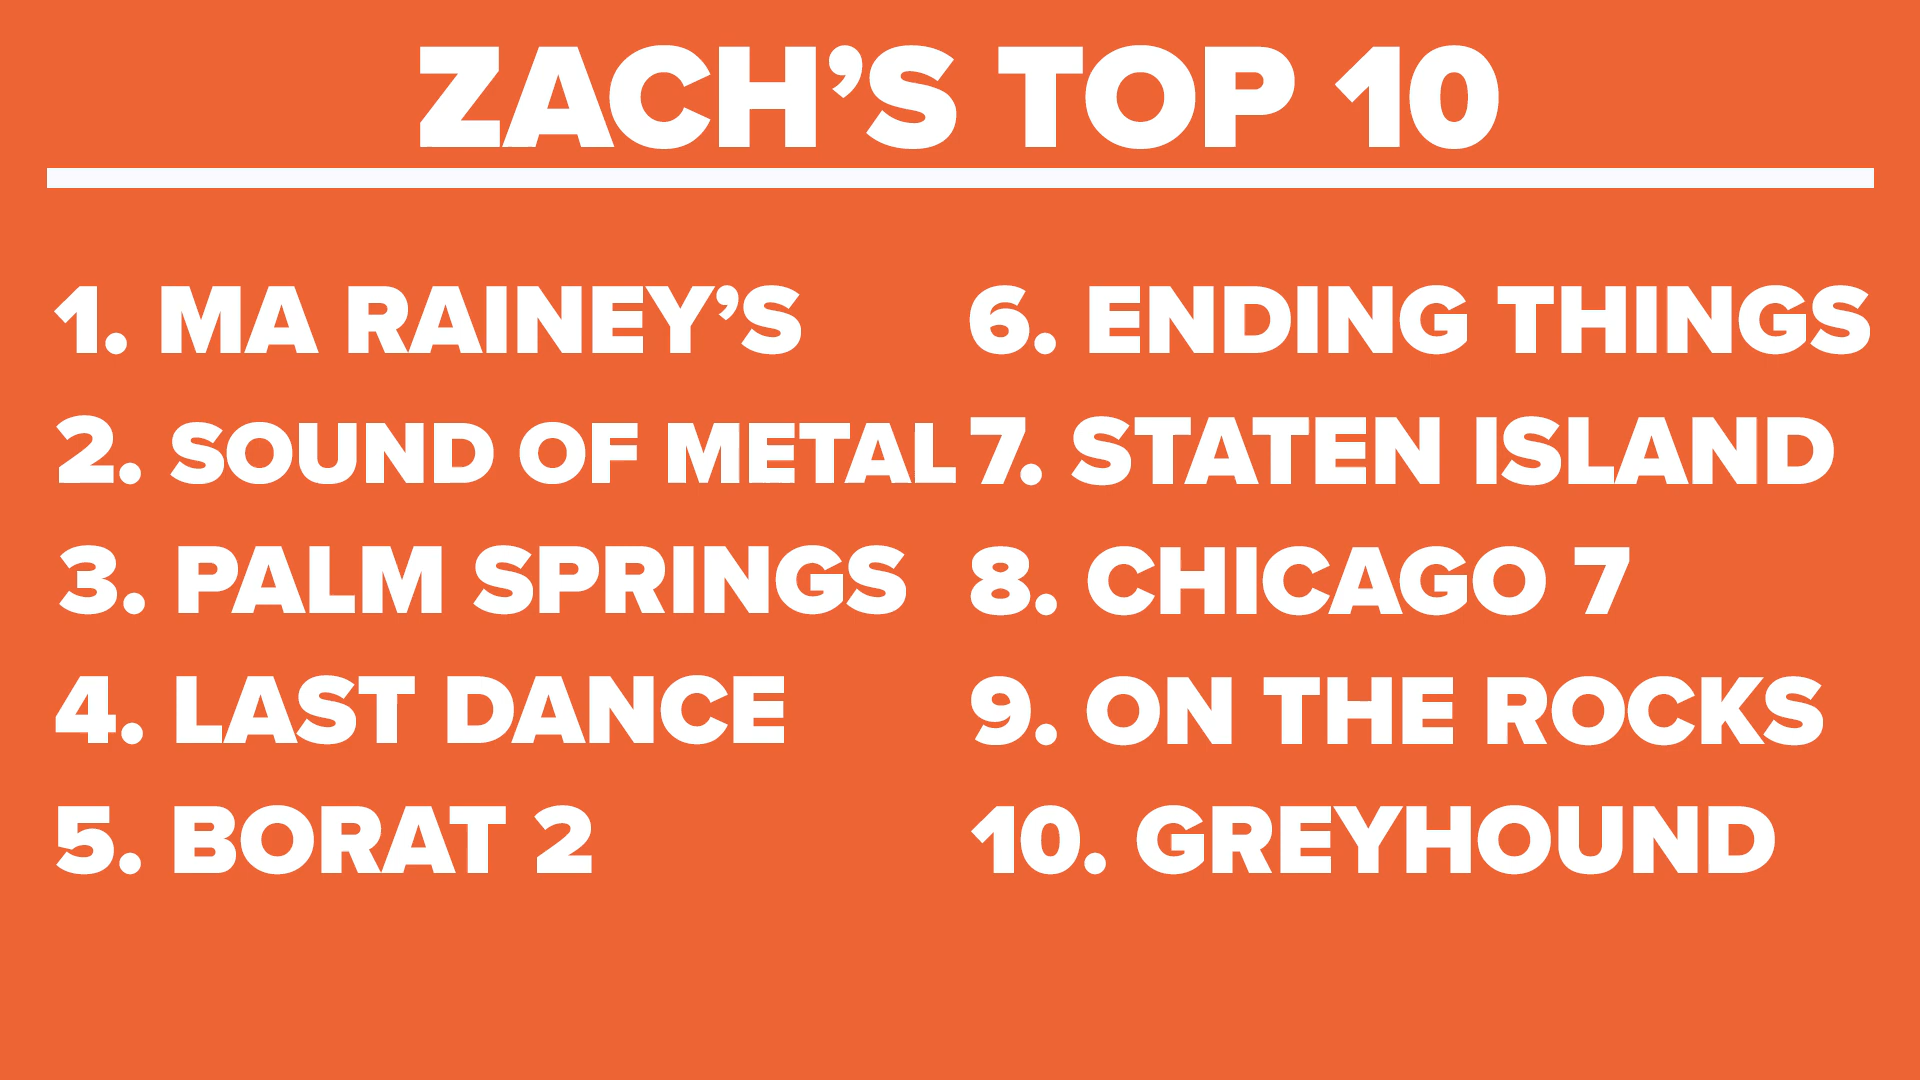 ZACH’S TOP 10
1. MA RAINEY’S
2. SOUND OF METAL
3. PALM SPRINGS
4. LAST DANCE
5. BORAT 2
6. ENDING THINGS
7. STATEN ISLAND
8. CHICAGO 7
9. ON THE ROCKS
10. GREYHOUND